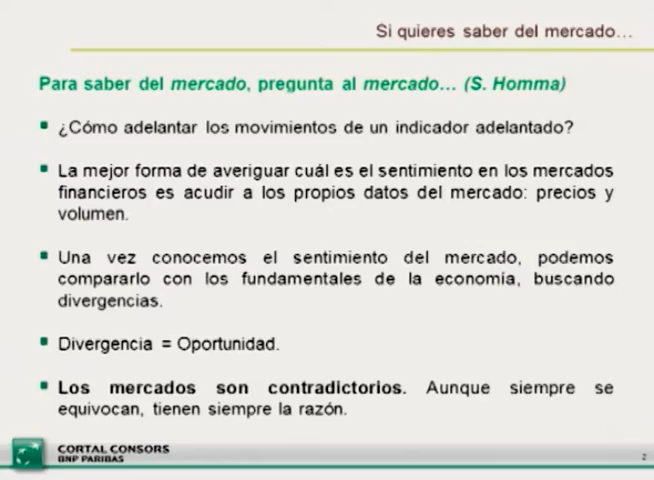 Si quieres saber del mercado...
Para saber del mercado, pregunta al mercado... (S. Homma)
▪ ¿Cómo adelantar los movimientos de un indicador adelantado?
▪ La mejor forma de averiguar cuál es el sentimiento en los mercados
financieros es acudir a los propios datos del mercado: precios y
volumen.
▪ Una vez conocemos el sentimiento del mercado, podemos
compararlo con los fundamentales de la economía, buscando
divergencias.
▪ Divergencia = Oportunidad.
▪ Los mercados son contradictorios. Aunque siempre se
equivocan, tienen siempre la razón.
CORTAL CONSORS
BNP PARIBAS
2